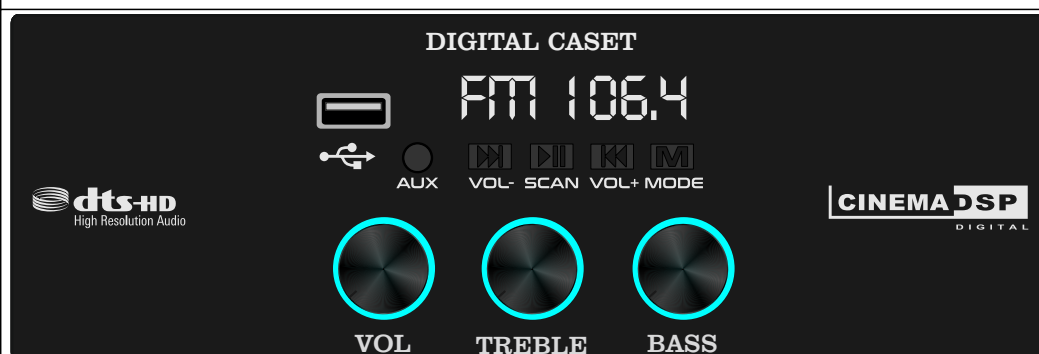 DIGITAL CASET
FM 106.4
AUX VOL- SCAN VOL+ MODE
M
dts-HD
High Resolution Audio
CINEMA DSP
DIGITAL
VOL TREBLE BASS